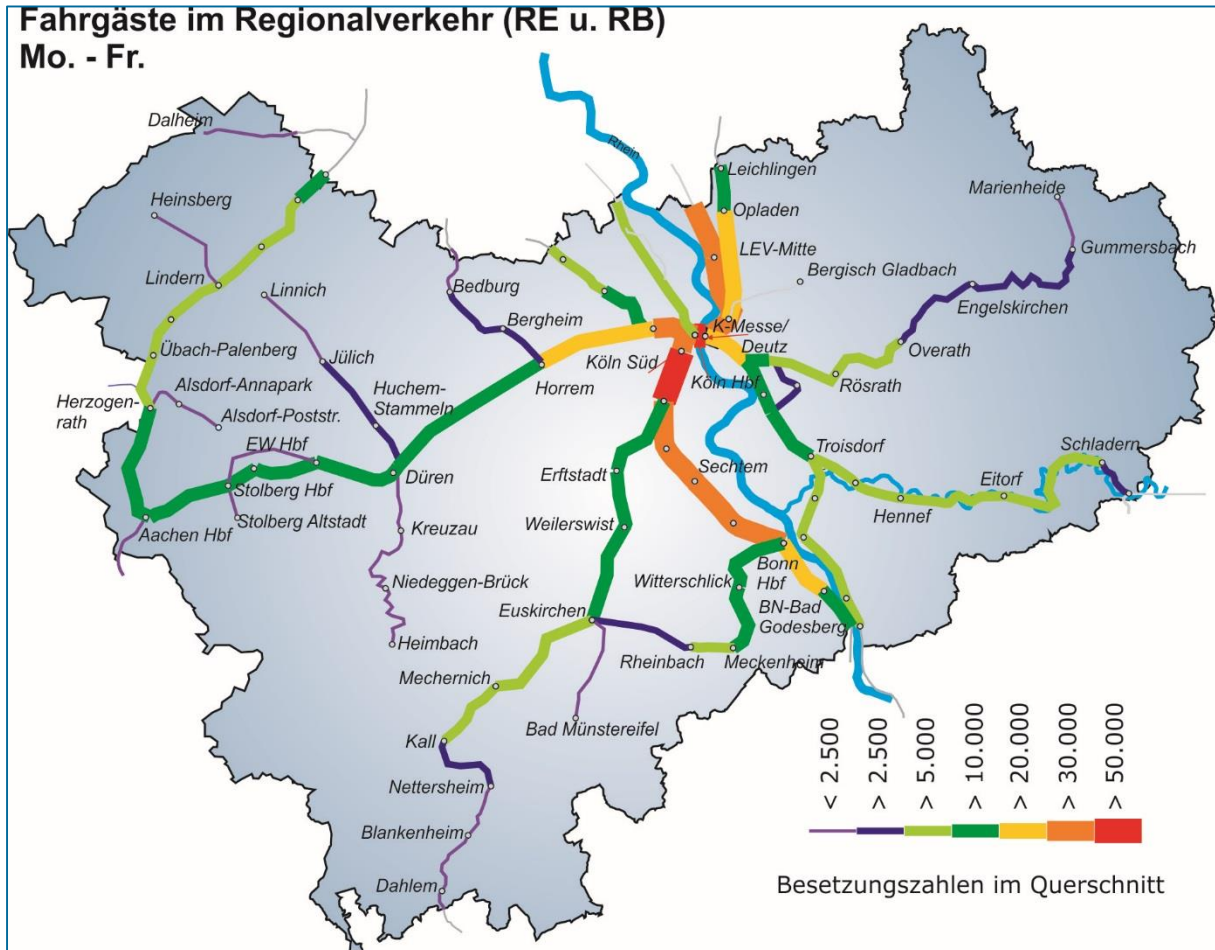 Fahrgäste im Regionalverkehr (RE u. RB)
Mo. - Fr.
Dalheim
Rhein
Leichlingen
Marienheide
Heinsberg
Opladen
LEV-Mitte
Gummersbach
Bergisch Gladbach
Lindern
Linnich
Bedburg
Engelskirchen
Bergheim
K-Messe/
Deutz
Overath
Übach-Palenberg
Jülich
Köln Süd
Köln Hbf
Rösrath
Horrem
Huchem-
Stammeln
Alsdorf-Annapark
Herzogen-
rath
Alsdorf-Poststr.
EW Hbf
Troisdorf
Schladern
Sechtem
Erftstadt
Düren
Eitorf
Stolberg Hbf
Hennef
Stolberg Altstadt
Aachen Hbf
Kreuzau
Weilerswist
Bonn
Hbf
Witterschlick
Niedeggen-Brück
BN-Bad
Godesberg
Euskirchen
Heimbach
Rheinbach
Meckenheim
Mechernich
Bad Münstereifel
Kall
Nettersheim
Blankenheim
Dahlem
< 2.500
> 2.500
> 5.000
> 10.000
> 20.000
> 30.000
> 50.000
Besetzungszahlen im Querschnitt